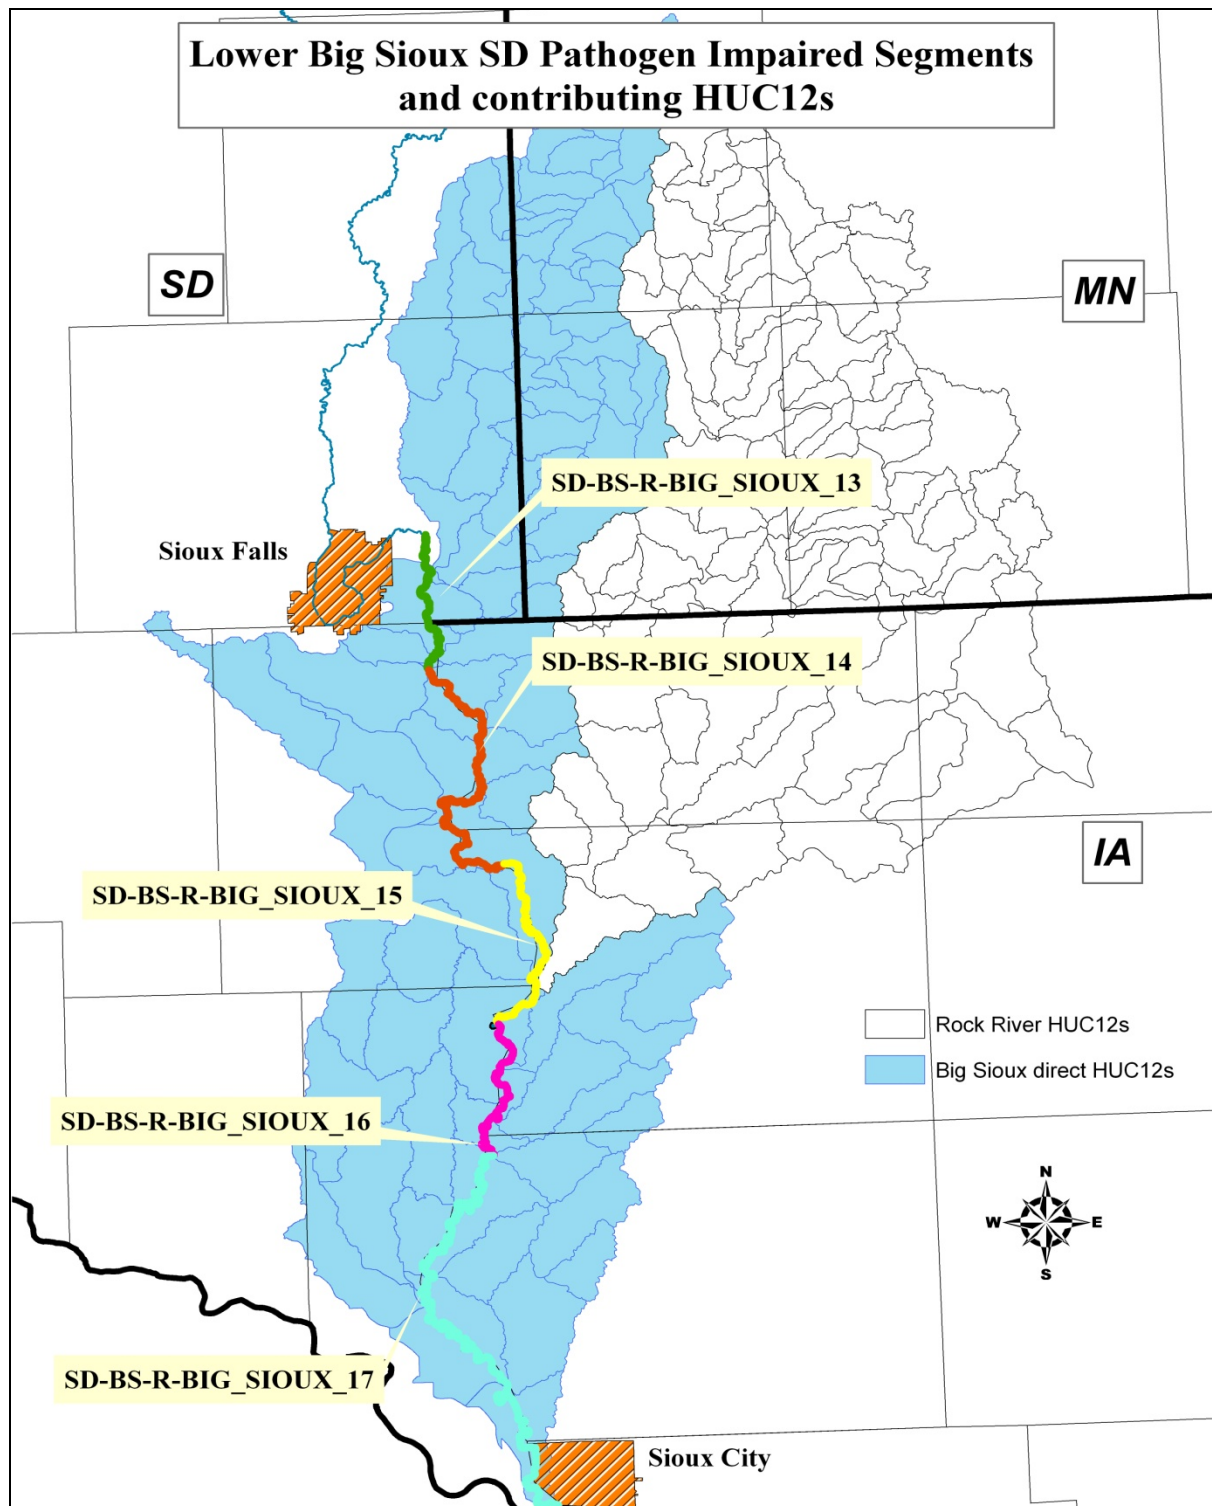 Lower Big Sioux SD Pathogen Impaired Segments
and contributing HUC12s
SD
MN
SD-BS-R-BIG_SIOUX_13
Sioux Falls
SD-BS-R-BIG_SIOUX_14
IA
SD-BS-R-BIG_SIOUX_15
Rock River HUC12s
Big Sioux direct HUC12s
SD-BS-R-BIG_SIOUX_16
N
W E
S
SD-BS-R-BIG_SIOUX_17
Sioux City